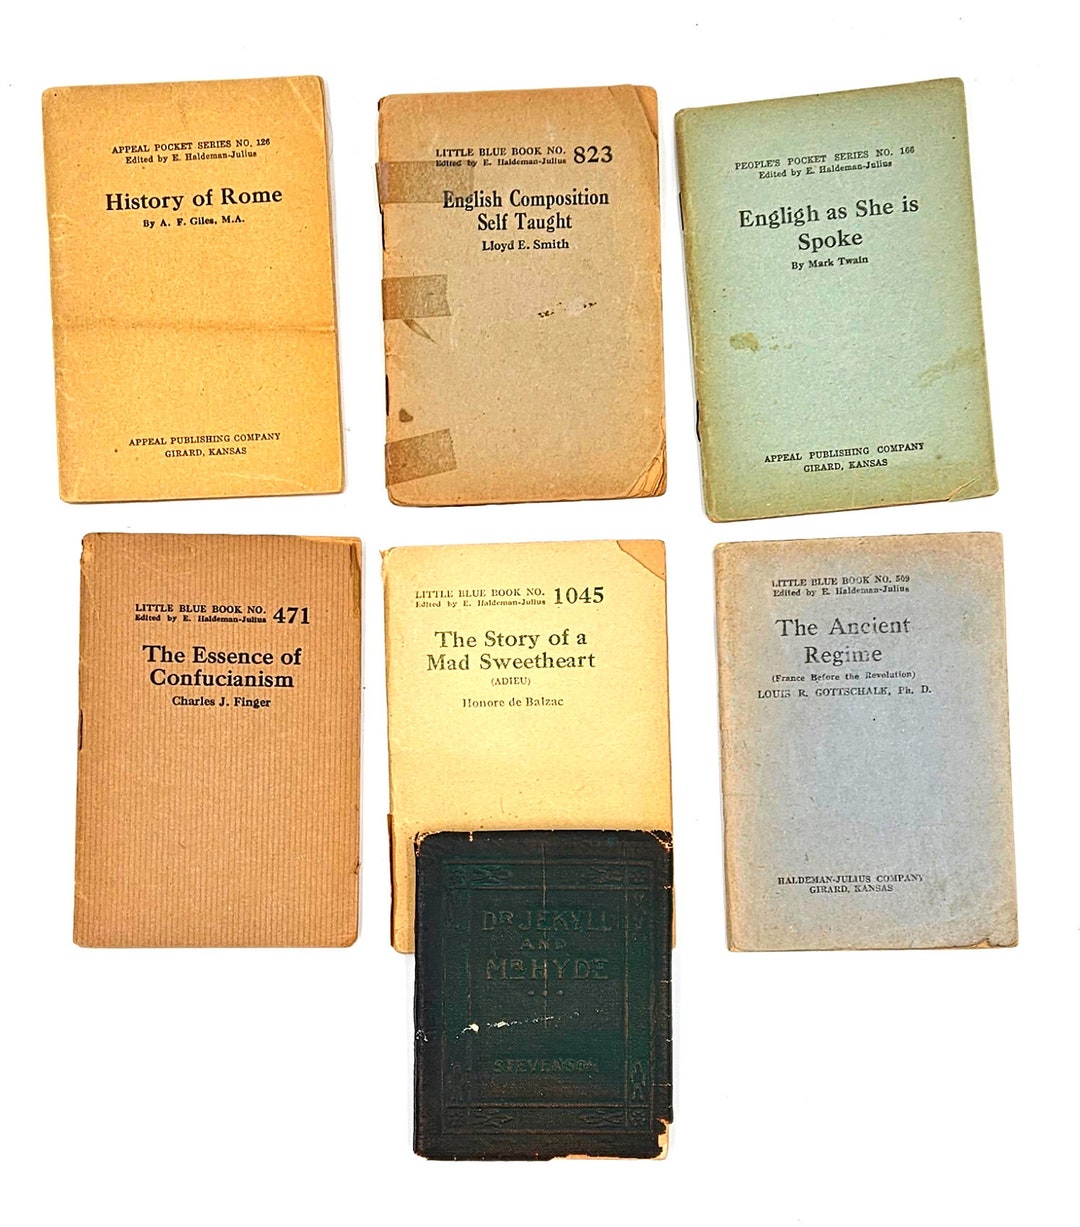 APPEAL POCKET SERIES NO. 126
Edited by E. Haldeman-Julius
History of Rome
By A. F. Giles, M.A.
APPEAL PUBLISHING COMPANY
GIRARD, KANSAS
LITTLE BLUE BOOK NO. 823
Edited by E. Haldeman-Julius
English Composition
Self Taught
Lloyd E. Smith
PEOPLE'S POCKET SERIES NO. 166
Edited by E. Haldeman-Julius
Engligh as She is
Spoke
By Mark Twain
APPEAL PUBLISHING COMPANY
GIRARD, KANSAS
LITTLE BLUE BOOK NO. 471
Edited by E. Haldeman-Julius
The Essence of
Confucianism
Charles J. Finger
LITTLE BLUE BOOK NO. 1045
Edited by E. Haldeman-Julius
The Story of a
Mad Sweetheart
(ADIEU)
Honore de Balzac
LITTLE BLUE BOOK NO. 509
Edited by E. Haldeman-Julius
The Ancient
Regime
(France Before the Revolution)
LOUIS R. GOTTSCHALK, Ph. D.
HALDEMAN-JULIUS COMPANY
GIRARD, KANSAS
DR JEKYLL
AND
MR HYDE
STEVENSON